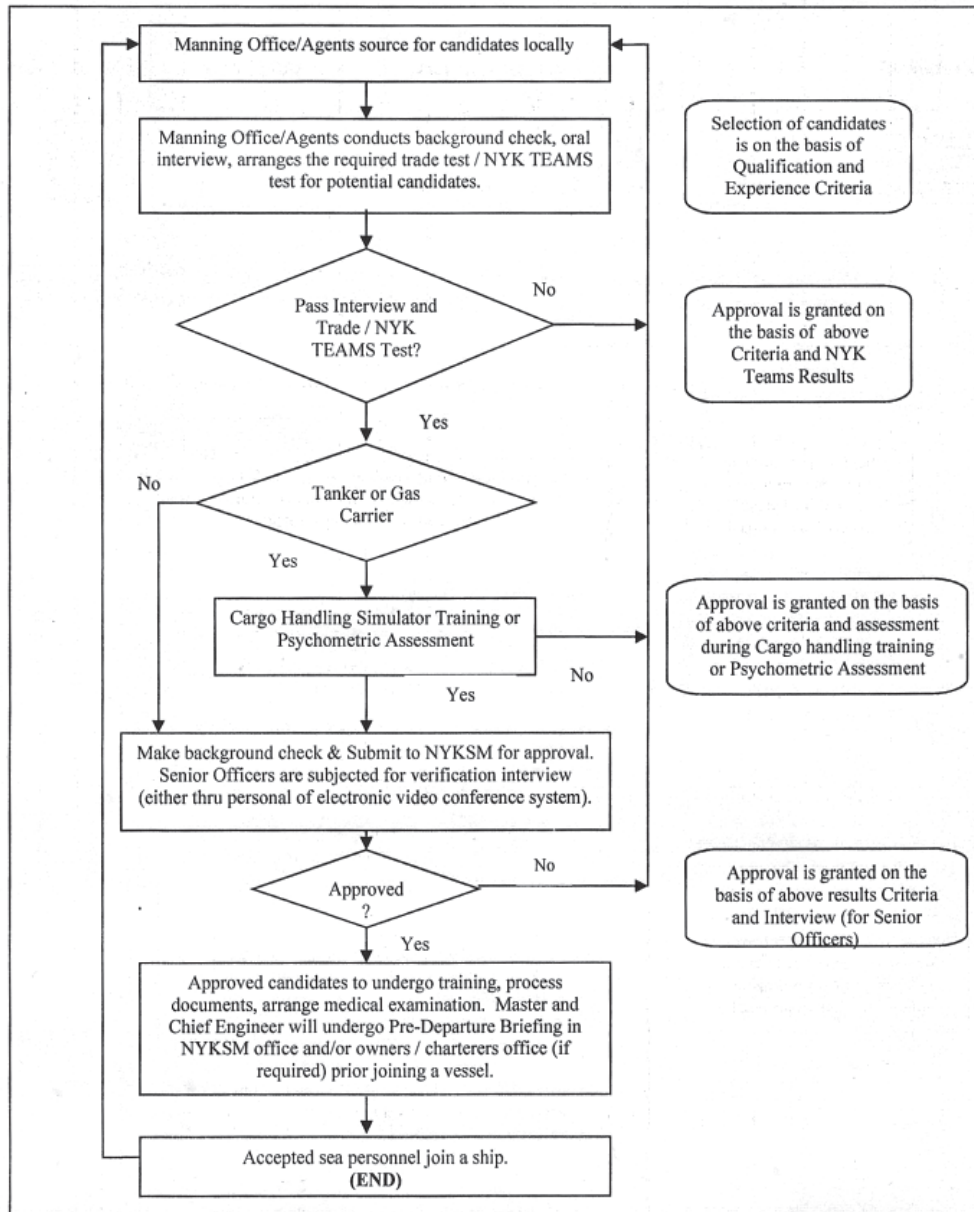 Manning Office/Agents source for candidates locally
Manning Office/Agents conducts background check, oral
interview, arranges the required trade test / NYK TEAMS
test for potential candidates.
Selection of candidates
is on the basis of
Qualification and
Experience Criteria
Pass Interview and
Trade / NYK
TEAMS Test?
No
Approval is granted on
the basis of above
Criteria and NYK
Teams Results
Yes
No
Tanker or Gas
Carrier
Yes
Cargo Handling Simulator Training or
Psychometric Assessment
Approval is granted on the basis
of above criteria and assessment
during Cargo handling training
or Psychometric Assessment
No
Yes
Make background check & Submit to NYKSM for approval.
Senior Officers are subjected for verification interview
(either thru personal of electronic video conference system).
No
Approved
?
Approval is granted on the
basis of above results Criteria
and Interview (for Senior
Officers)
Yes
Approved candidates to undergo training, process
documents, arrange medical examination. Master and
Chief Engineer will undergo Pre-Departure Briefing in
NYKSM office and/or owners / charterers office (if
required) prior joining a vessel.
Accepted sea personnel join a ship.
(END)